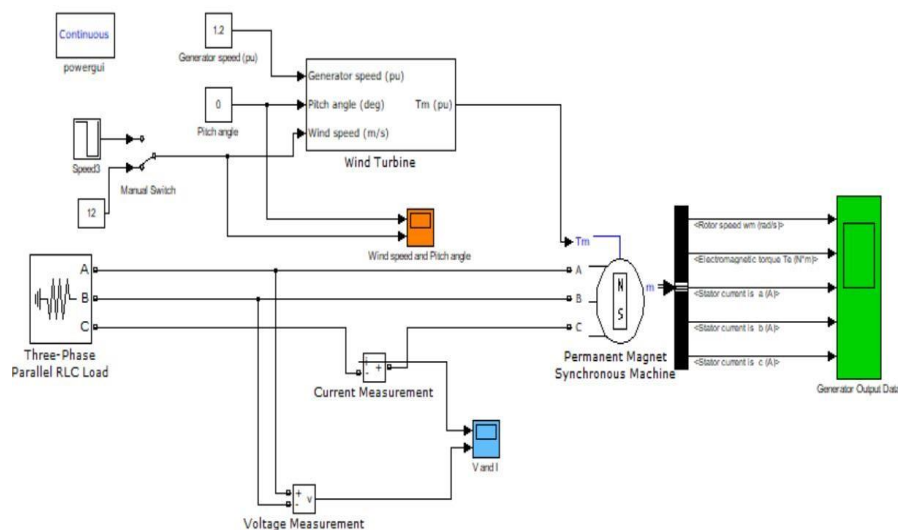 Continuous
powergui
1.2
Generator speed (pu)
0
Pitch angle
Generator speed (pu)
Pitch angle (deg)
Wind speed (m/s)
Tm (pu)
Wind Turbine
Speed3
12
Manual Switch
Wind speed and Pitch angle
A
B
C
Three-Phase
Parallel RLC Load
Tm
A
B
C
N
S
m
Permanent Magnet
Synchronous Machine
<Rotor speed wm (rad/s)>
<Electromagnetic torque Te (N*m)>
<Stator current is a (A)>
<Stator current is b (A)>
<Stator current is c (A)>
Generator Output Data
i
+
-
Current Measurement
V and I
+
-
v
Voltage Measurement